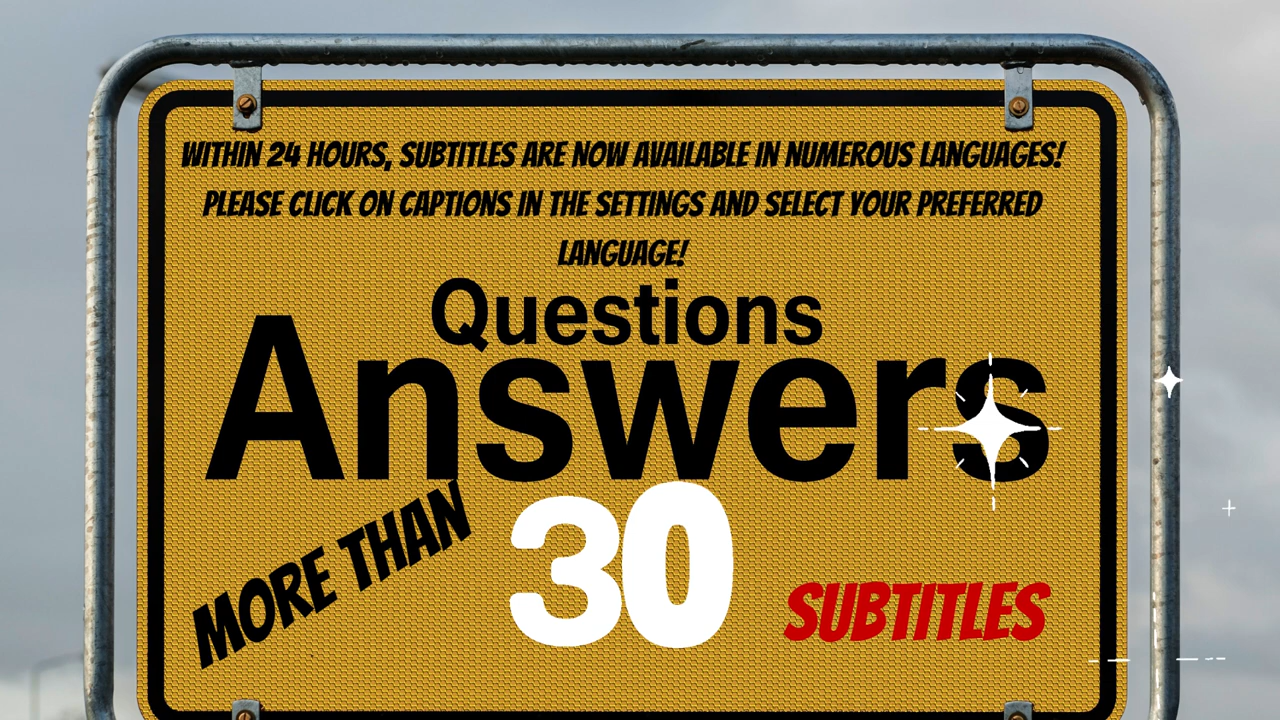 WITHIN 24 HOURS, SUBTITLES ARE NOW AVAILABLE IN NUMEROUS LANGUAGES!
PLEASE CLICK ON CAPTIONS IN THE SETTINGS AND SELECT YOUR PREFERRED
LANGUAGE!
Questions
Answers
MORE THAN
30
SUBTITLES